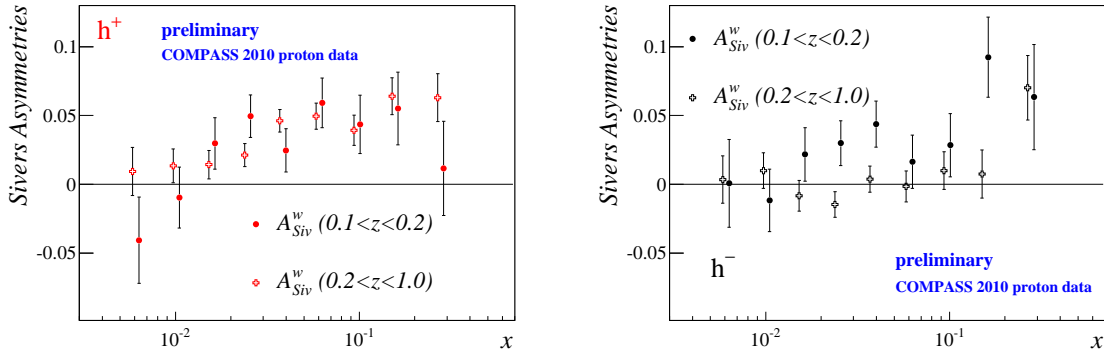 h⁺
preliminary
COMPASS 2010 proton data
Sivers Asymmetries
0.1
0.05
0
-0.05
A^w_Siv (0.1<z<0.2)
A^w_Siv (0.2<z<1.0)
10⁻²
10⁻¹
x
A^w_Siv (0.1<z<0.2)
A^w_Siv (0.2<z<1.0)
Sivers Asymmetries
0.1
0.05
0
-0.05
h⁻
preliminary
COMPASS 2010 proton data
10⁻²
10⁻¹
x